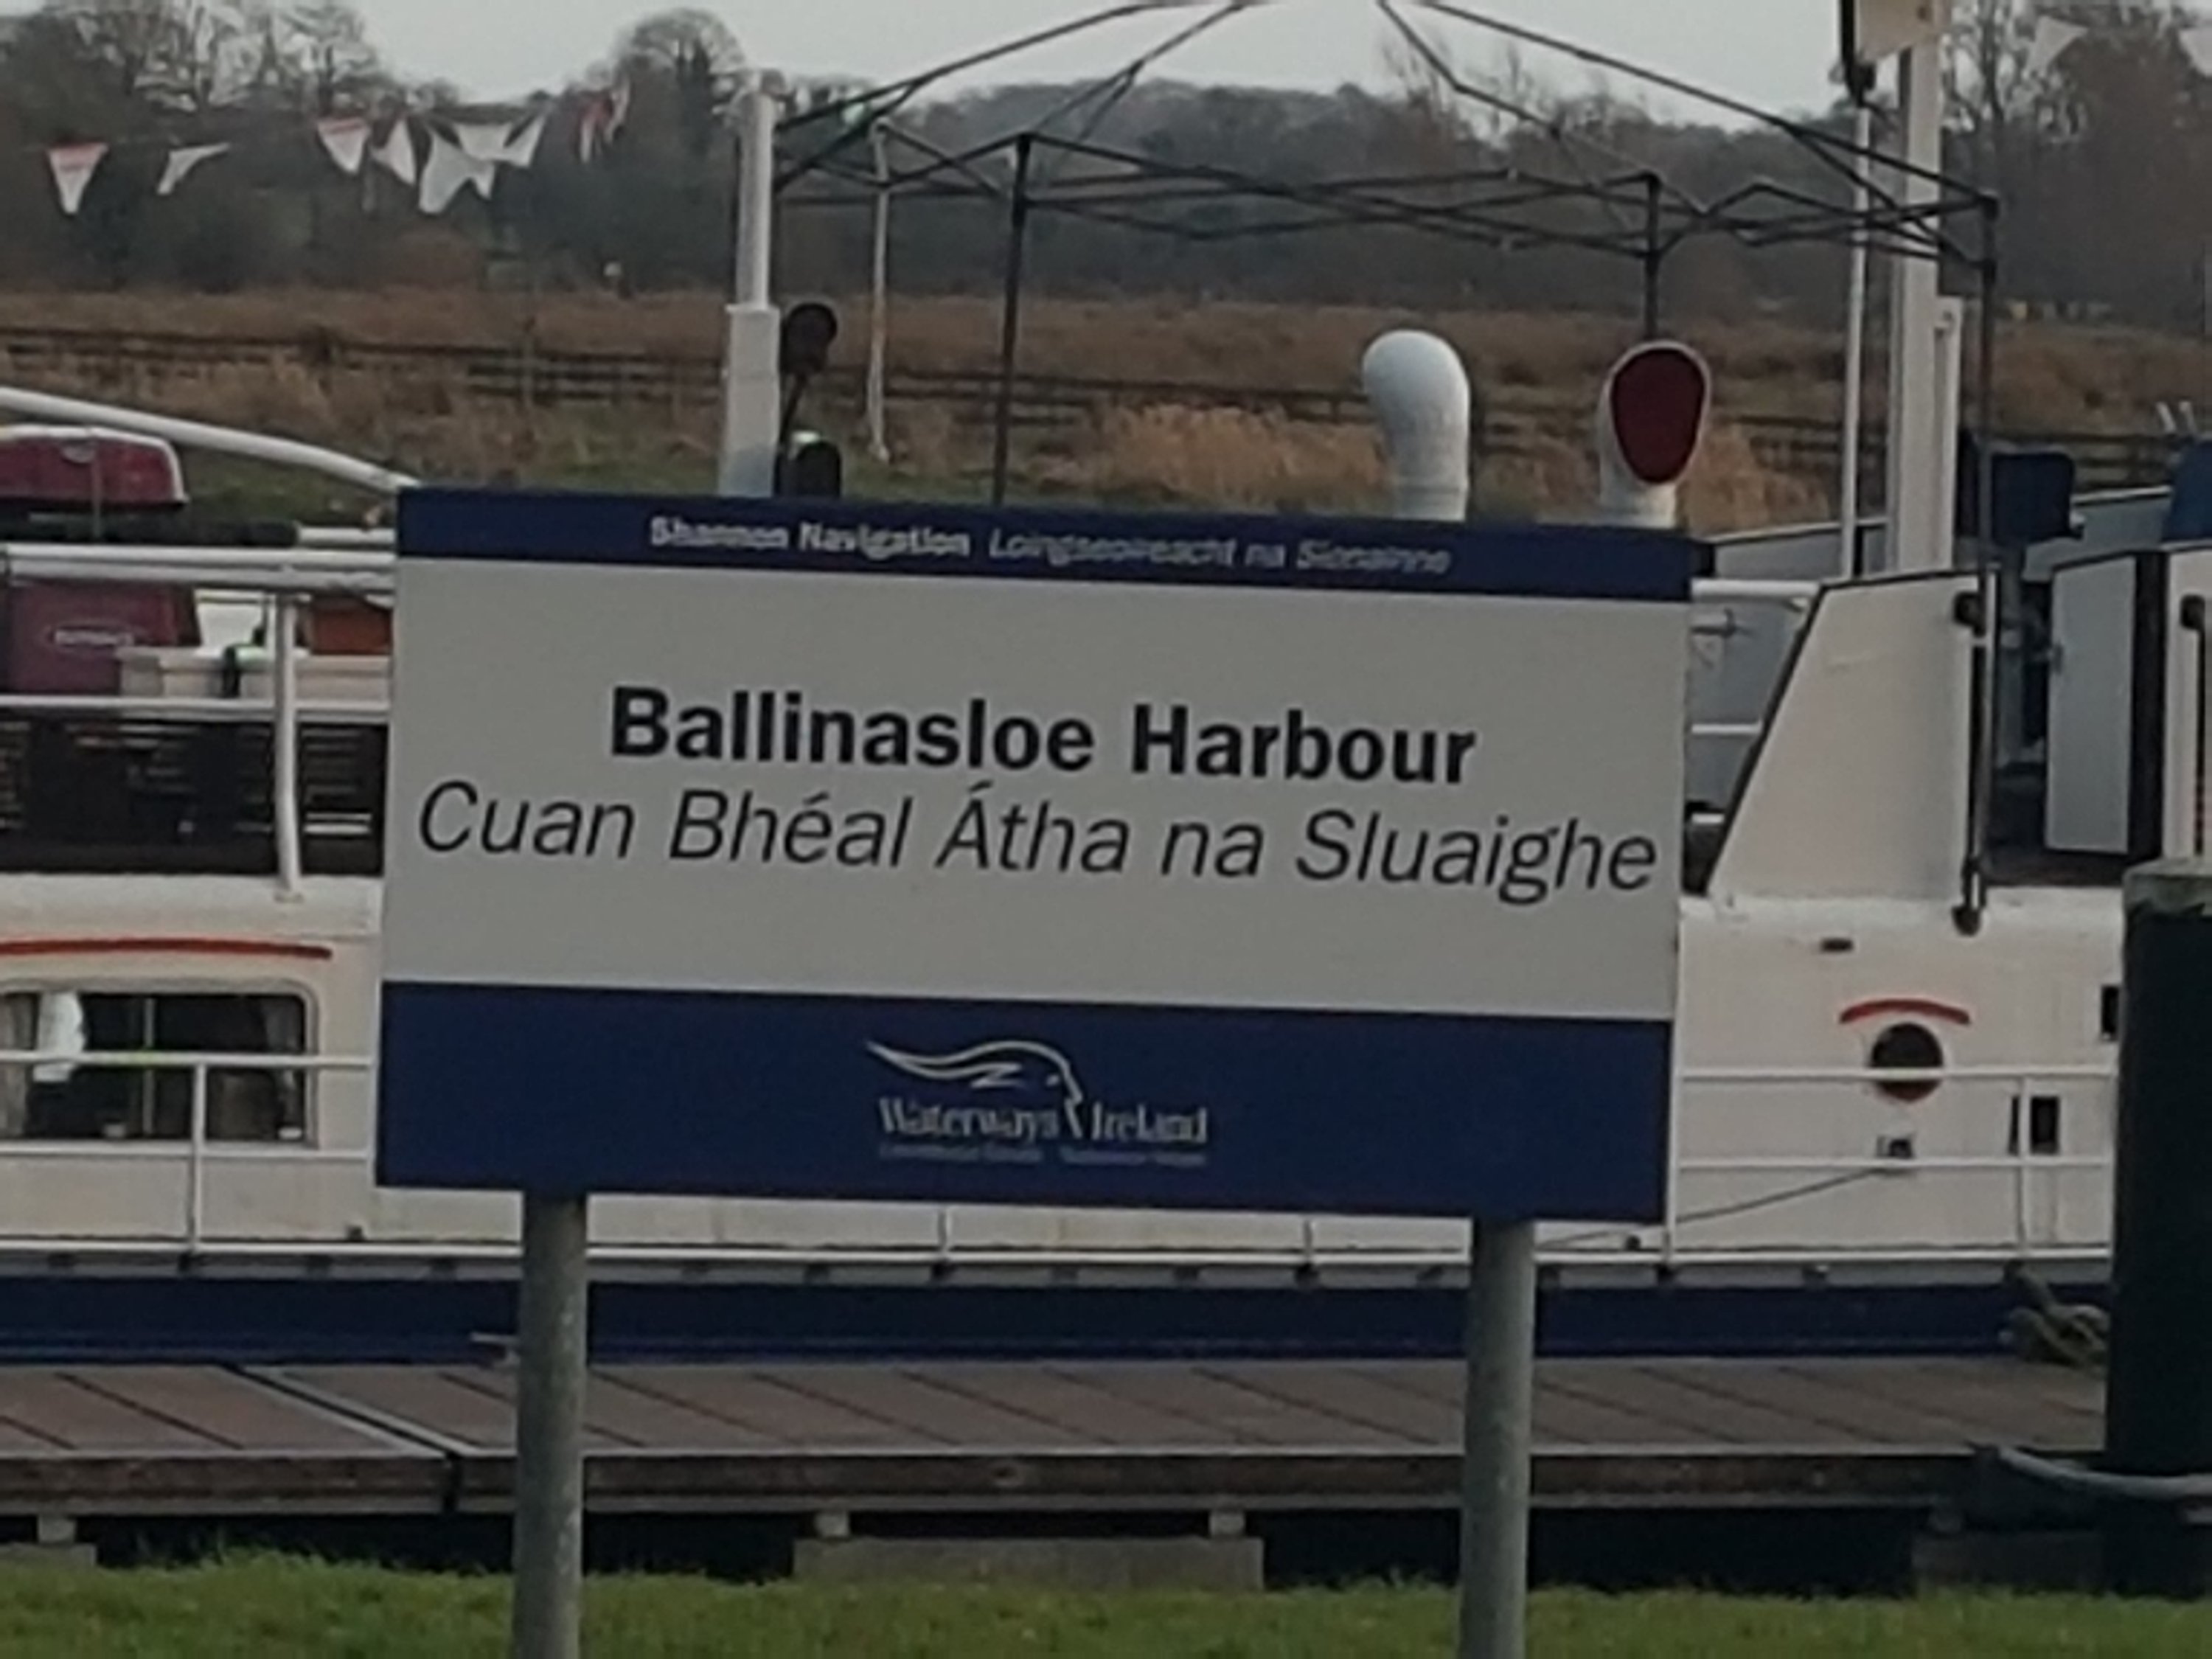 Shannon Navigation Loingseoireacht na Sionainne
Ballinasloe Harbour
Cuan Bhéal Átha na Sluaighe
Waterways Ireland